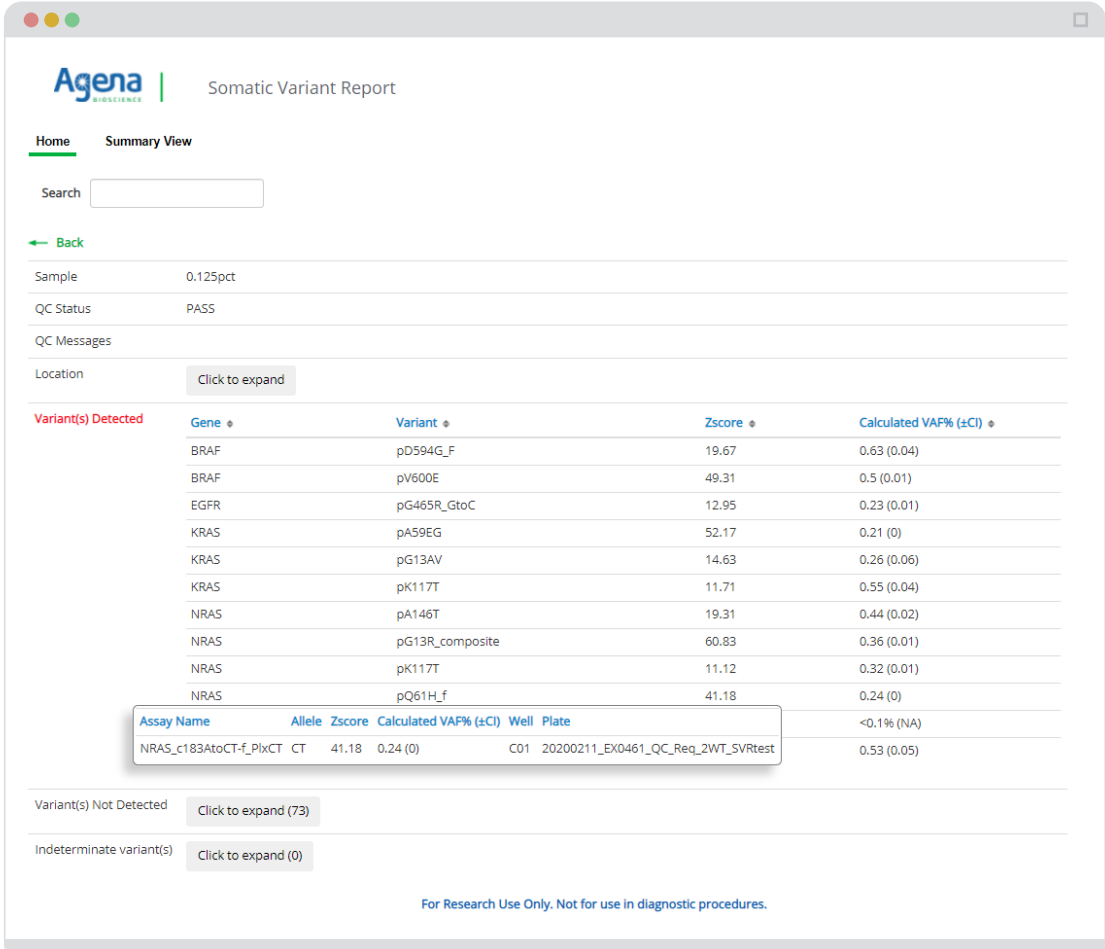 Agena
BIOSCIENCE
Somatic Variant Report
Home Summary View
Search
Back
Sample 0.125pct
QC Status PASS
QC Messages
Location Click to expand
Variant(s) Detected Gene Variant Zscore Calculated VAF% (±CI)
BRAF pD594G_F 19.67 0.63 (0.04)
BRAF pV600E 49.31 0.5 (0.01)
EGFR pG465R_GtoC 12.95 0.23 (0.01)
KRAS pA59EG 52.17 0.21 (0)
KRAS pG13AV 14.63 0.26 (0.06)
KRAS pK117T 11.71 0.55 (0.04)
NRAS pA146T 19.31 0.44 (0.02)
NRAS pG13R_composite 60.83 0.36 (0.01)
NRAS pK117T 11.12 0.32 (0.01)
NRAS pQ61H_f 41.18 0.24 (0)
<0.1% (NA)
0.53 (0.05)
Assay Name Allele Zscore Calculated VAF% (±CI) Well Plate
NRAS_c183AtoCT-f_PlxCT CT 41.18 0.24 (0) C01 20200211_EX0461_QC_Req_2WT_SVRtest
Variant(s) Not Detected Click to expand (73)
Indeterminate variant(s) Click to expand (0)
For Research Use Only. Not for use in diagnostic procedures.